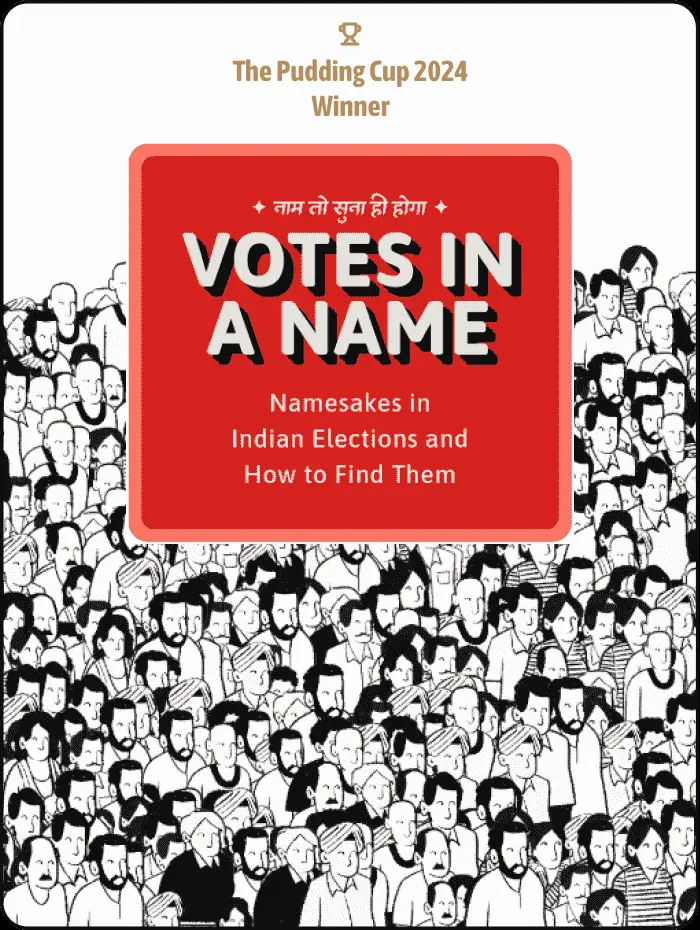 The Pudding Cup 2024
Winner
✦ नाम तो सुना ही होगा ✦
VOTES IN
A NAME
Namesakes in
Indian Elections and
How to Find Them